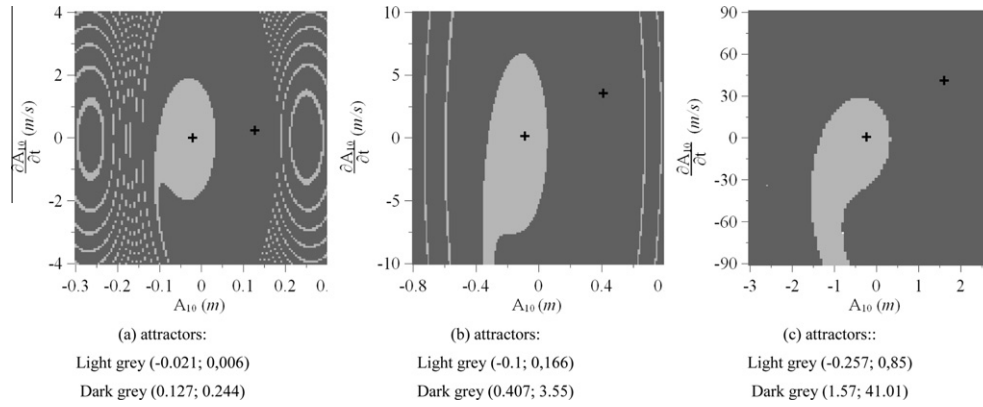 4
2
0
-2
-4
∂A₁₀/∂t (m/s)
-0.3 -0.2 -0.1 0 0.1 0.2 0.
A₁₀ (m)
10
5
0
-5
-10
∂A₁₀/∂t (m/s)
-0.8 -0.4 0 0.4 0
A₁₀ (m)
90
60
30
0
-30
-60
-90
∂A₁₀/∂t (m/s)
-3 -2 -1 0 1 2
A₁₀ (m)
(a) attractors:
Light grey (-0.021; 0,006)
Dark grey (0.127; 0.244)
(b) attractors:
Light grey (-0.1; 0,166)
Dark grey (0.407; 3.55)
(c) attractors::
Light grey (-0.257; 0,85)
Dark grey (1.57; 41.01)